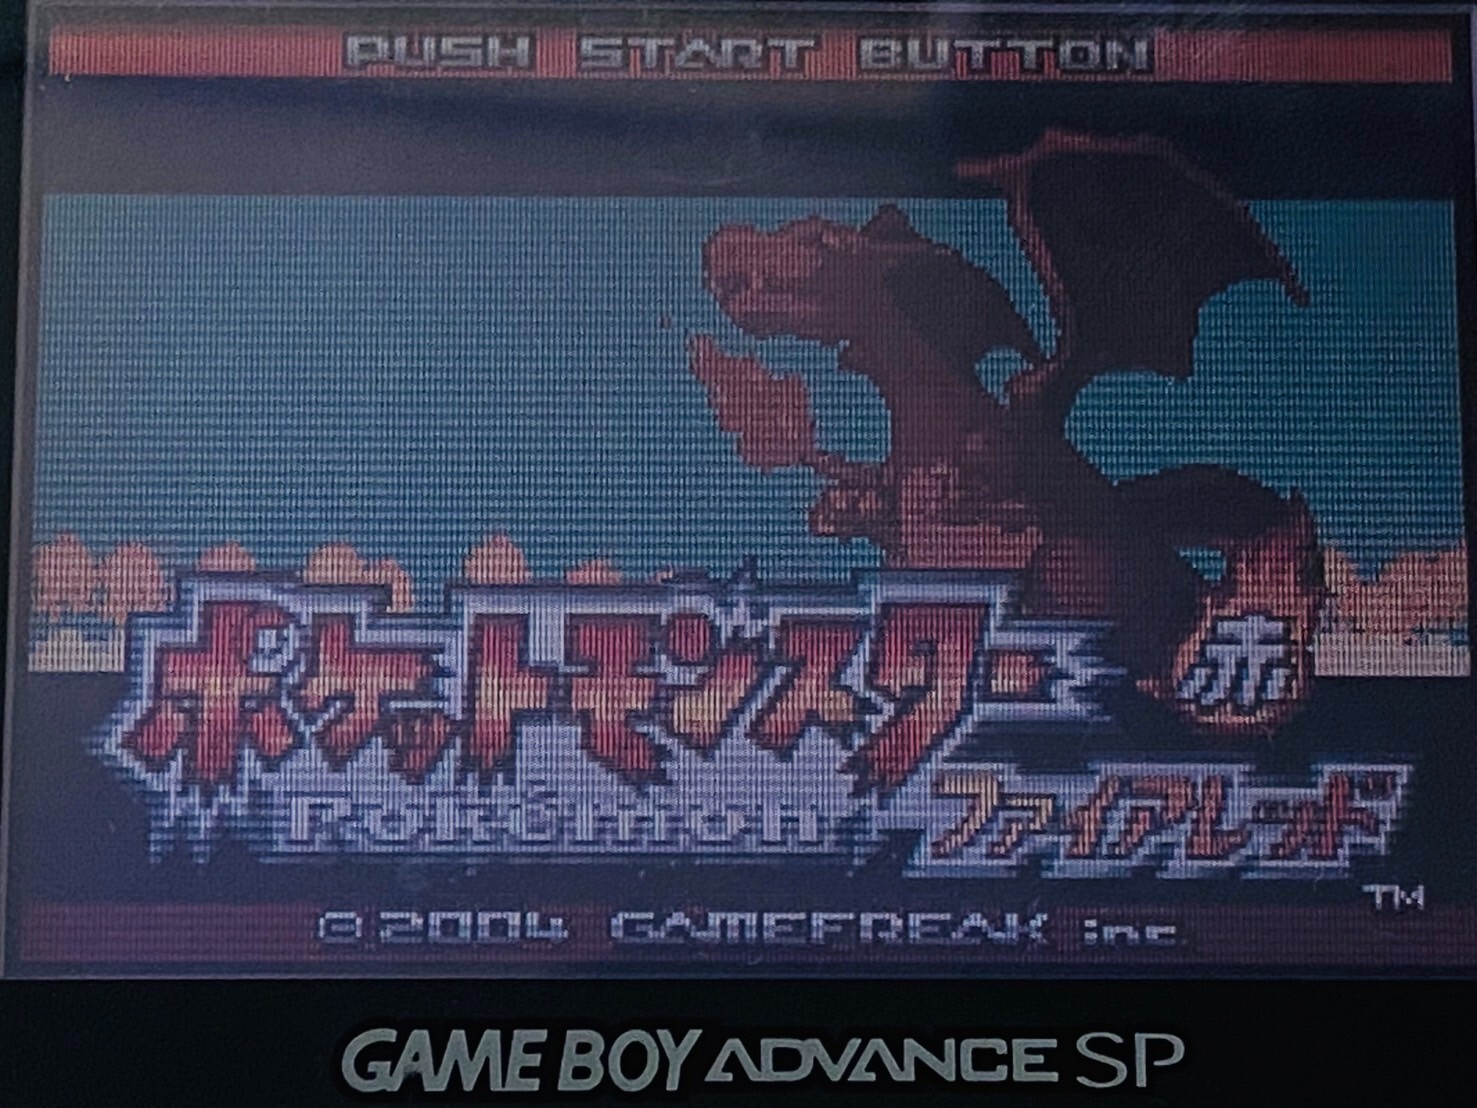 PUSH START BUTTON
ポケットモンスター
赤
POKéMON
ファイアレッド
TM
©2004 GAMEFREAK inc.
GAME BOY ADVANCE SP